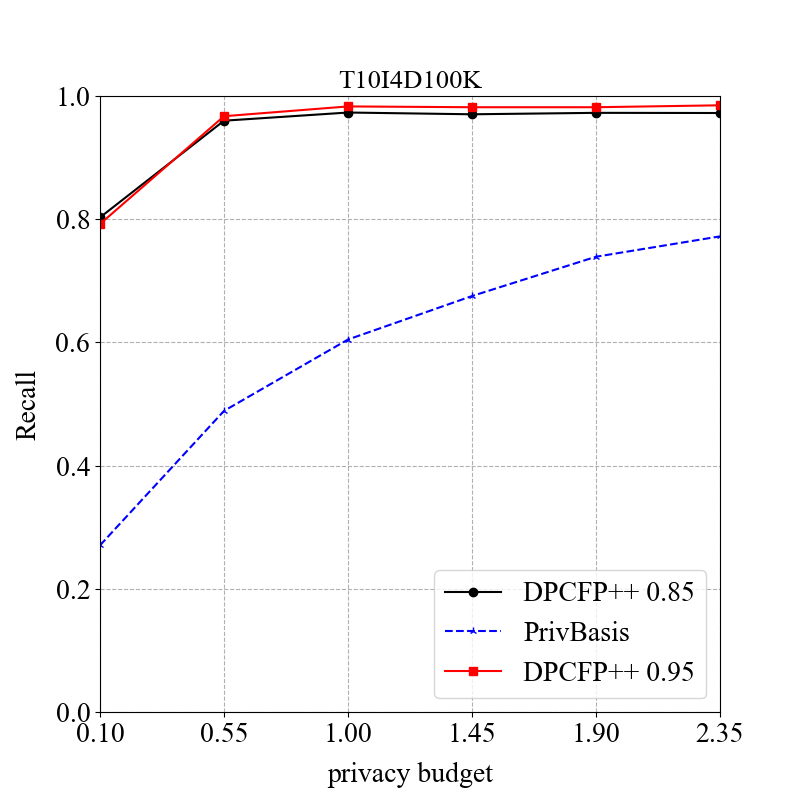 T10I4D100K
1.0
0.8
0.6
0.4
0.2
0.0
Recall
DPCFP++ 0.85
PrivBasis
DPCFP++ 0.95
0.10 0.55 1.00 1.45 1.90 2.35
privacy budget